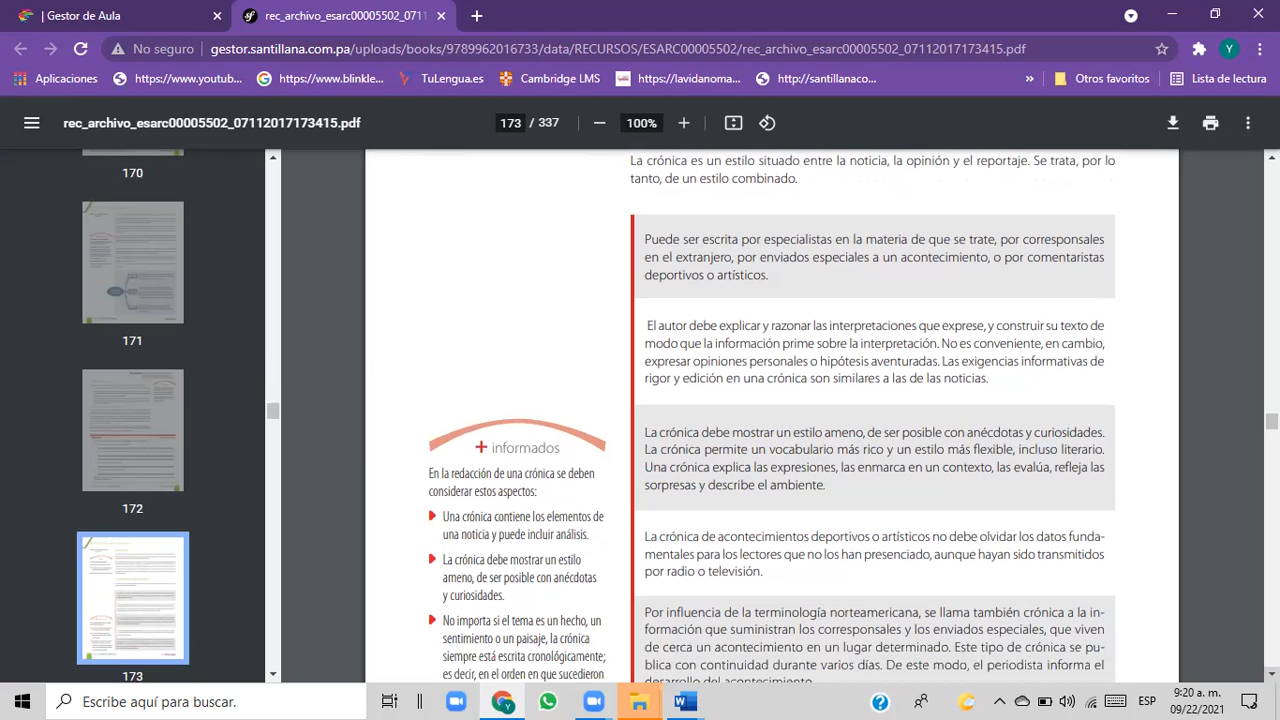 Gestor de Aula
rec_archivo_esarc00005502_0711
No seguro
gestor.santillana.com.pa/uploads/books/9789962016733/data/RECURSOS/ESARC00005502/rec_archivo_esarc00005502_07112017173415.pdf
Y
Aplicaciones
https://www.youtub...
https://www.blinkle...
TuLengua.es
Cambridge LMS
https://lavidanoma...
http://santillanaco...
»
Otros favoritos
Lista de lectura
rec_archivo_esarc00005502_07112017173415.pdf
173 / 337
100%
170
171
172
173
La crónica es un estilo situado entre la noticia, la opinión y el reportaje. Se trata, por lo
tanto, de un estilo combinado.
Puede ser escrita por especialistas en la materia de que se trate, por corresponsales
en el extranjero, por enviados especiales a un acontecimiento, o por comentaristas
deportivos o artísticos.
El autor debe explicar y razonar las interpretaciones que exprese, y construir su texto de
modo que la información prime sobre la interpretación. No es conveniente, en cambio,
expresar opiniones personales o hipótesis aventuradas. Las exigencias informativas de
rigor y edición en una crónica son similares a las de las noticias.
La crónica debe mostrar un estilo ameno, de ser posible con anécdotas y curiosidades.
La crónica permite un vocabulario más rico y un estilo más flexible, incluso literario.
Una crónica explica las expresiones, las enmarca en un contexto, las evalúa, refleja las
sorpresas y describe el ambiente.
La crónica de acontecimientos deportivos o artísticos no debe olvidar los datos funda-
mentales para los lectores que no los han presenciado, aunque hayan sido transmitidos
por radio o televisión.
Por influencia de la terminología norteamericana, se llama también crónica a la in-
formación que suministran los corresponsales y los enviados especiales, que viven
de cerca un acontecimiento en un lugar determinado. Este tipo de crónica se pu-
blica con continuidad durante varios días. De este modo, el periodista informa el
desarrollo del acontecimiento.
+ informados
En la redacción de una crónica se deben
considerar estos aspectos:
Una crónica contiene los elementos de
una noticia y puede incluir análisis.
La crónica debe mostrar un estilo
ameno, de ser posible con anécdotas
y curiosidades.
No importa si el tema es un hecho, un
sentimiento o un paisaje, la crónica
siempre está escrita cronológicamente;
es decir, en el orden en que sucedieron
Escribe aquí para buscar.
ESP
9:20 a. m.
09/22/2021